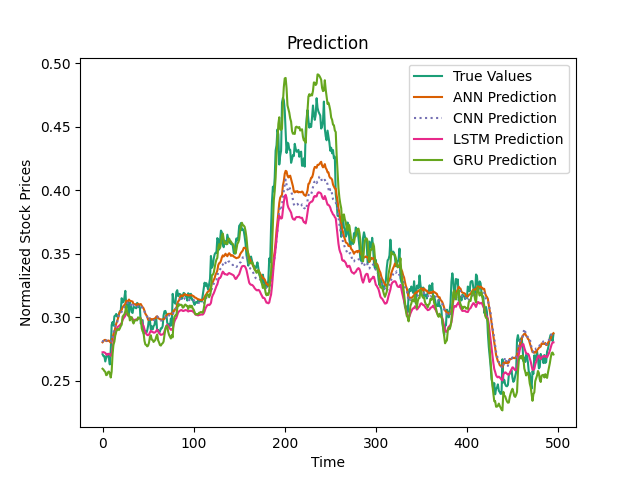 Prediction
0.50
0.45
0.40
0.35
0.30
0.25
Normalized Stock Prices
True Values
ANN Prediction
CNN Prediction
LSTM Prediction
GRU Prediction
0 100 200 300 400 500
Time